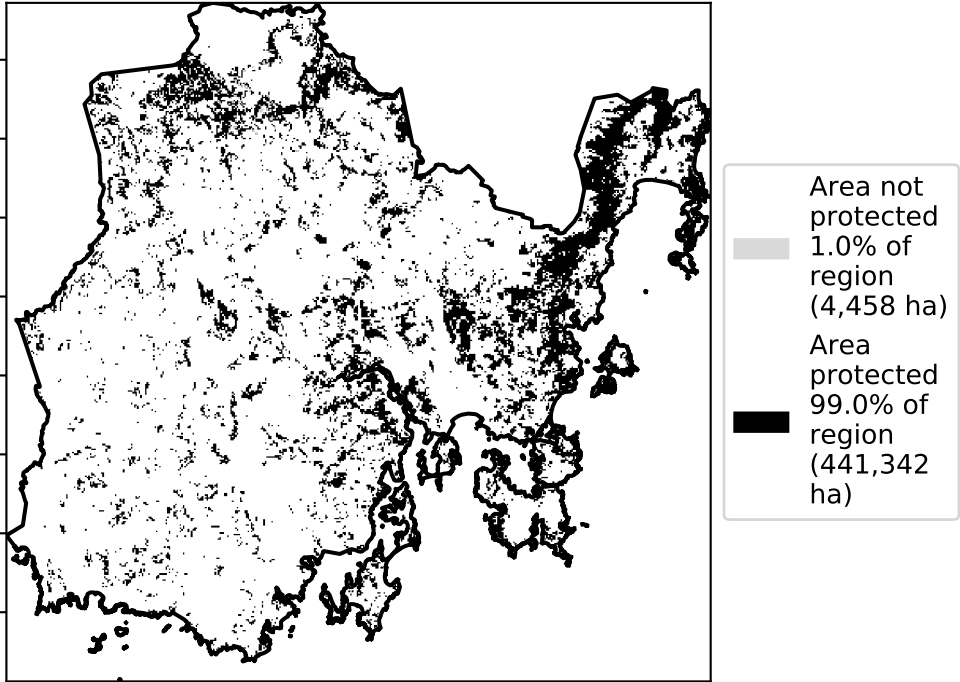 Area not
protected
1.0% of
region
(4,458 ha)
Area
protected
99.0% of
region
(441,342
ha)